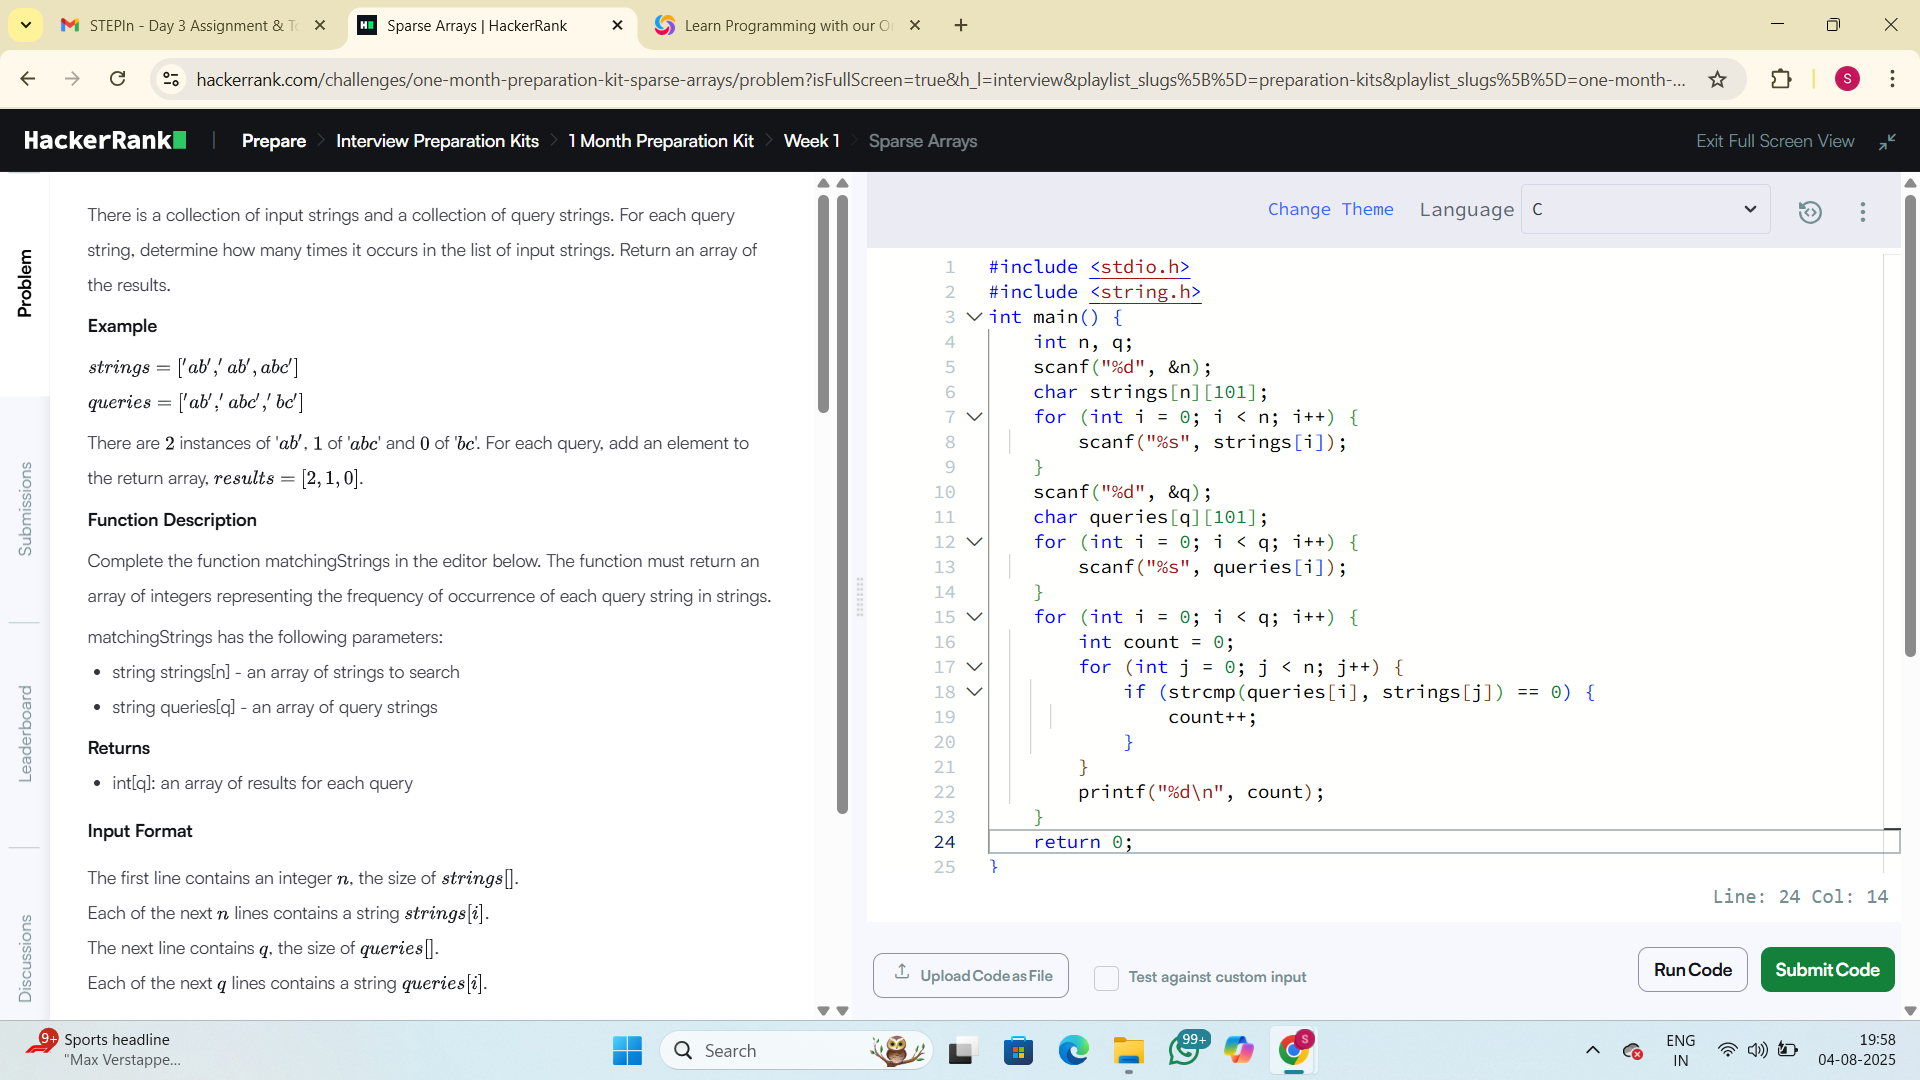 STEPIn - Day 3 Assignment & To
Sparse Arrays | HackerRank
Learn Programming with our O
hackerrank.com/challenges/one-month-preparation-kit-sparse-arrays/problem?isFullScreen=true&h_l=interview&playlist_slugs%5B%5D=preparation-kits&playlist_slugs%5B%5D=one-month-...
S
HackerRank
Prepare
Interview Preparation Kits
1 Month Preparation Kit
Week 1
Sparse Arrays
Exit Full Screen View
Problem
Submissions
Leaderboard
Discussions
There is a collection of input strings and a collection of query strings. For each query
string, determine how many times it occurs in the list of input strings. Return an array of
the results.
Example
strings = ['ab',' ab', abc']
queries = ['ab',' abc',' bc']
There are 2 instances of 'ab', 1 of 'abc' and 0 of 'bc'. For each query, add an element to
the return array, results = [2, 1, 0].
Function Description
Complete the function matchingStrings in the editor below. The function must return an
array of integers representing the frequency of occurrence of each query string in strings.
matchingStrings has the following parameters:
• string strings[n] - an array of strings to search
• string queries[q] - an array of query strings
Returns
• int[q]: an array of results for each query
Input Format
The first line contains an integer n, the size of strings[].
Each of the next n lines contains a string strings[i].
The next line contains q, the size of queries[].
Each of the next q lines contains a string queries[i].
Change Theme Language C
1 #include <stdio.h>
2 #include <string.h>
3 int main() {
4     int n, q;
5     scanf("%d", &n);
6     char strings[n][101];
7     for (int i = 0; i < n; i++) {
8         scanf("%s", strings[i]);
9     }
10     scanf("%d", &q);
11     char queries[q][101];
12     for (int i = 0; i < q; i++) {
13         scanf("%s", queries[i]);
14     }
15     for (int i = 0; i < q; i++) {
16         int count = 0;
17         for (int j = 0; j < n; j++) {
18             if (strcmp(queries[i], strings[j]) == 0) {
19                 count++;
20             }
21         }
22         printf("%d\n", count);
23     }
24     return 0;
25 }
Line: 24 Col: 14
Upload Code as File
Test against custom input
Run Code
Submit Code
9+
Sports headline
"Max Verstappe...
Search
99+
S
ENG
IN
19:58
04-08-2025